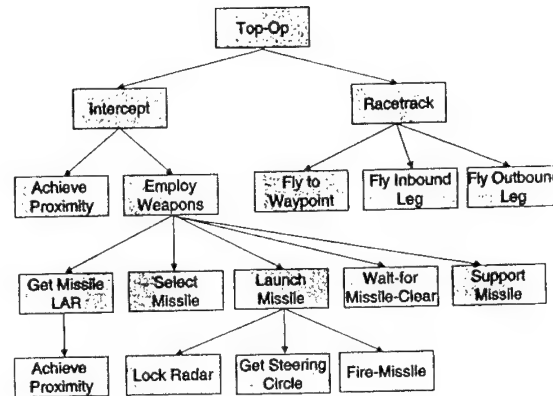 Top-Op
Intercept
Racetrack
Achieve
Proximity
Employ
Weapons
Fly to
Waypoint
Fly Inbound
Leg
Fly Outbound
Leg
Get Missile
LAR
Select
Missile
Launch
Missile
Wait-for
Missile-Clear
Support
Missile
Achieve
Proximity
Lock Radar
Get Steering
Circle
Fire-Missile